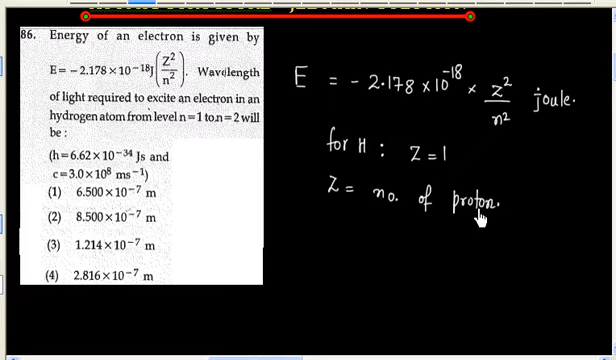 86. Energy of an electron is given by
E = − 2.178 × 10⁻¹⁸J (Z²/n²). Wavelength
of light required to excite an electron in an
hydrogen atom from level n = 1 to n = 2 will
be :
(h = 6.62 × 10⁻³⁴ Js and
c = 3.0 × 10⁸ ms⁻¹)
(1) 6.500 × 10⁻⁷ m
(2) 8.500 × 10⁻⁷ m
(3) 1.214 × 10⁻⁷ m
(4) 2.816 × 10⁻⁷ m
E = − 2.178 × 10⁻¹⁸ × z²/n² joule.
for H : Z = 1
Z = no. of proton.